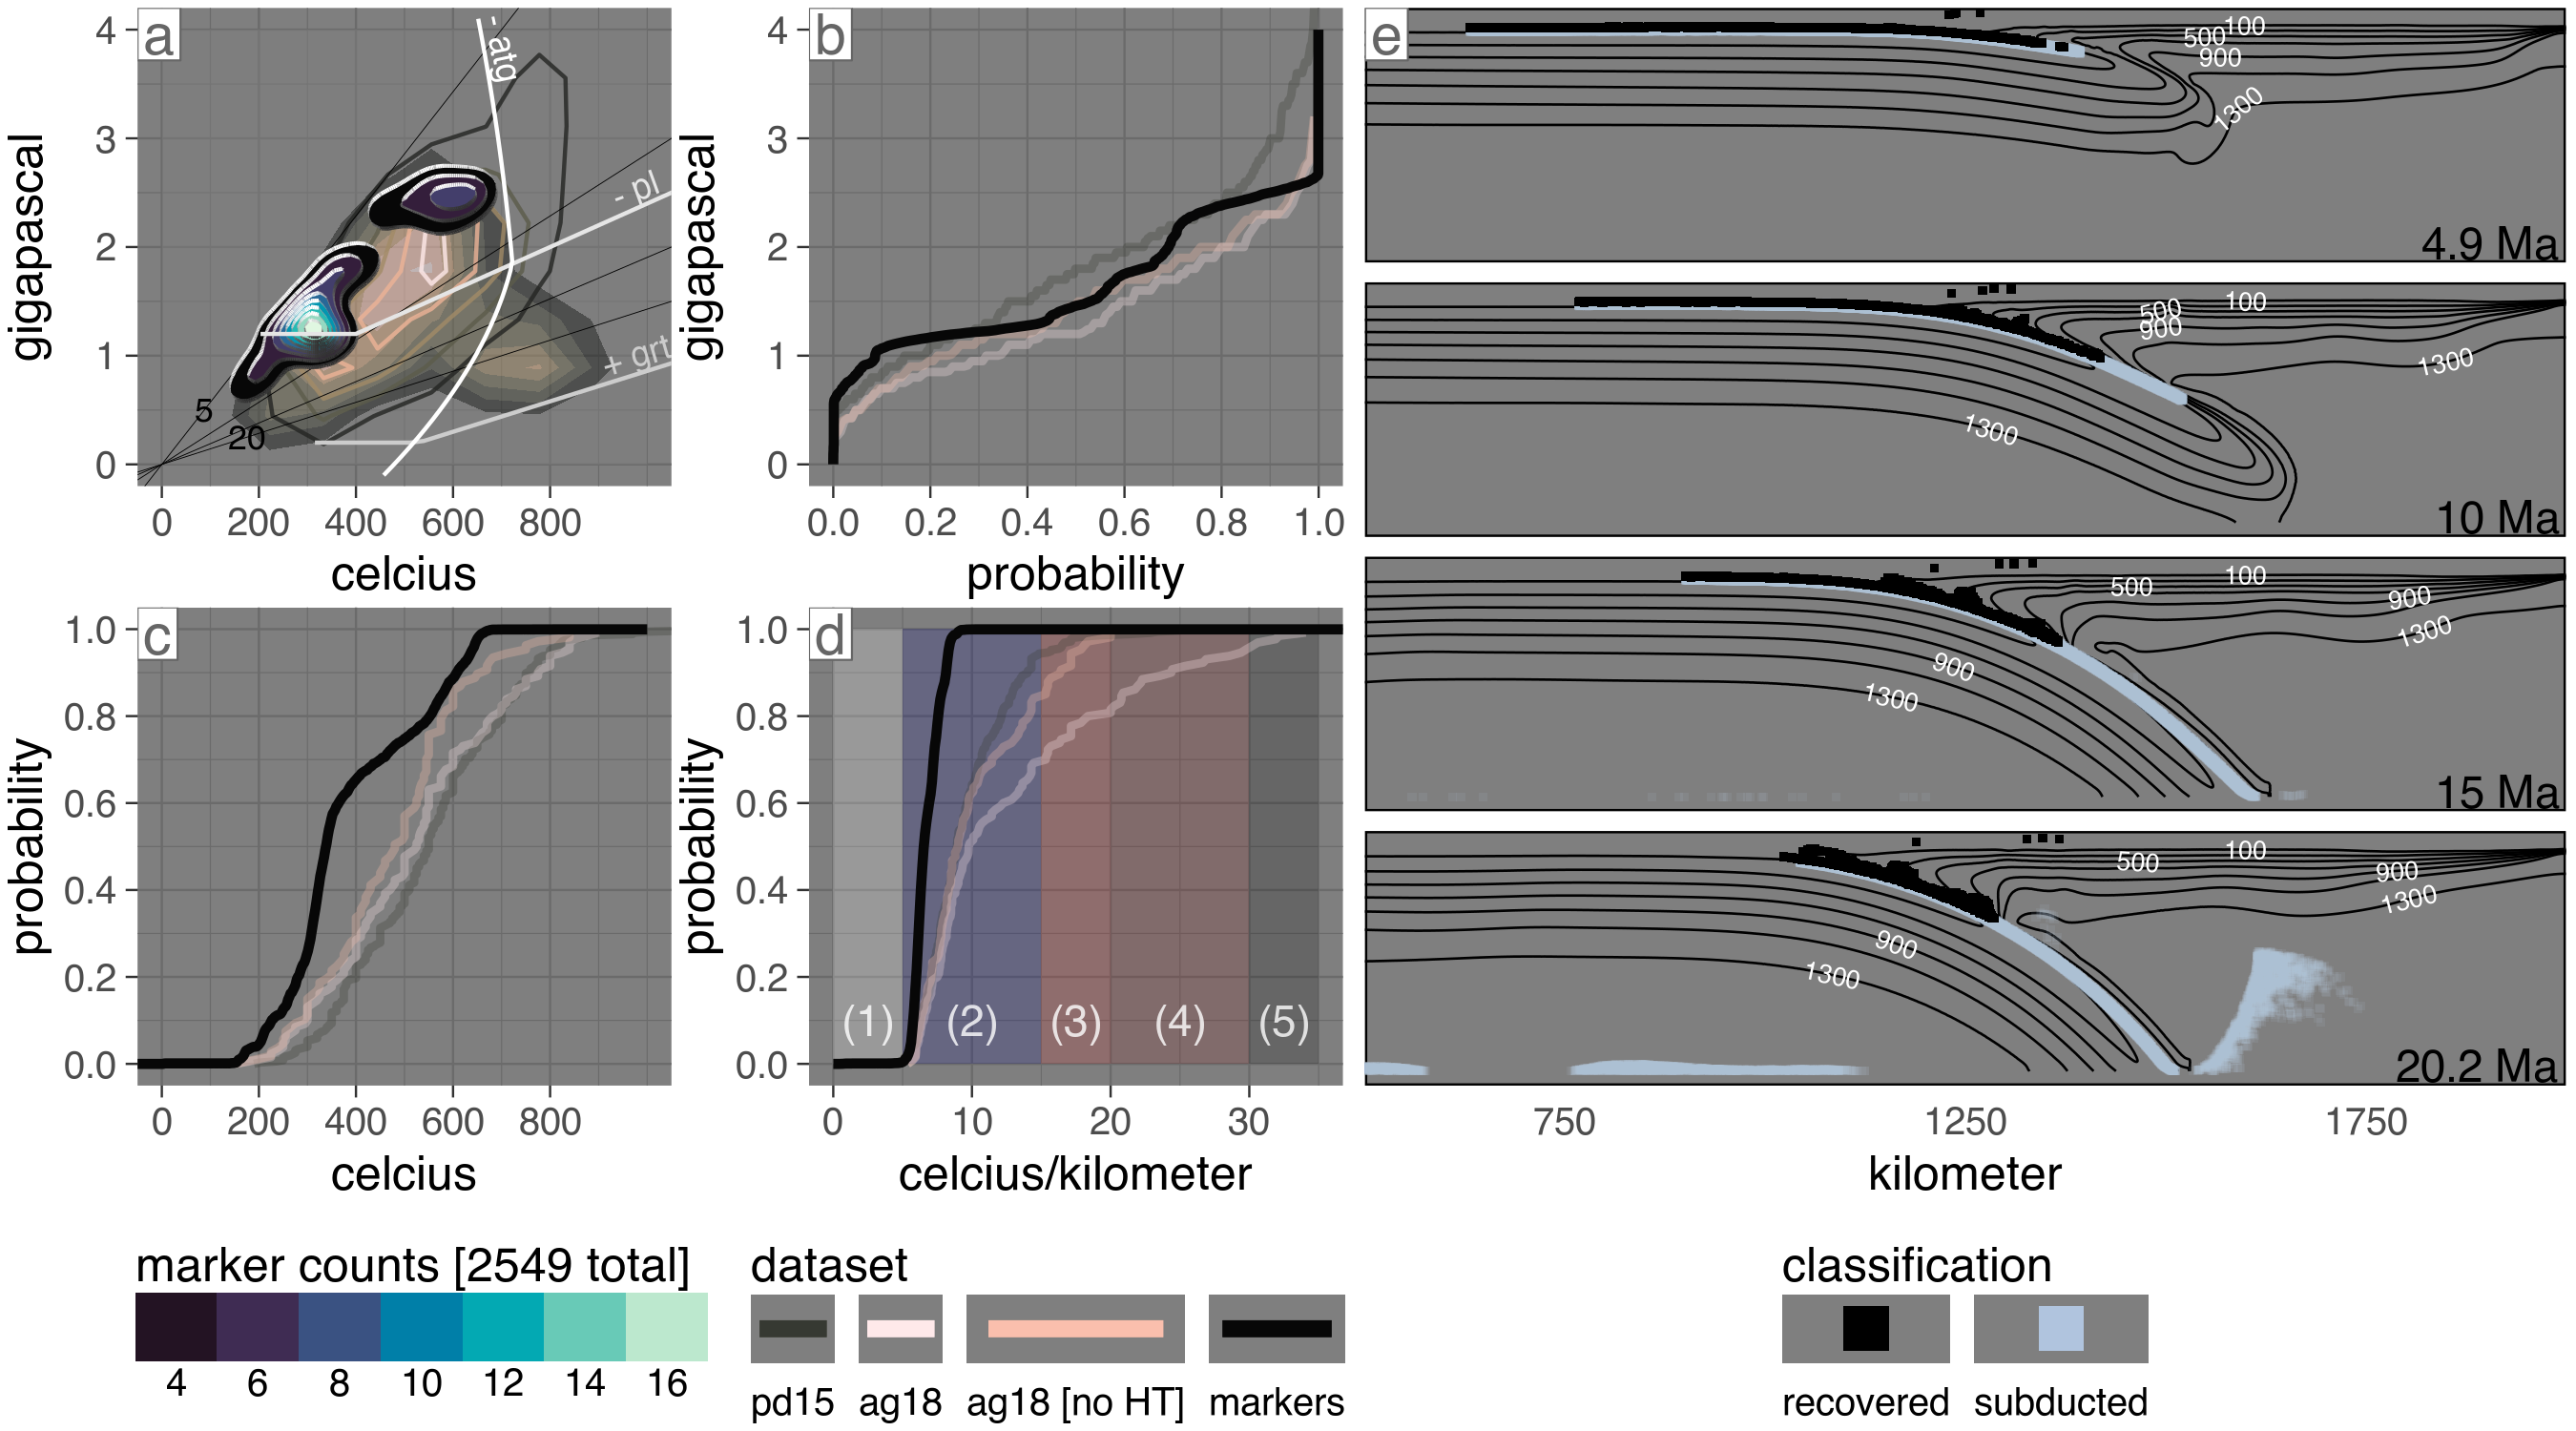 a
gigapascal
4
3
2
1
0
- atg
- pl
+ grt
5
20
0 200 400 600 800
celcius
b
gigapascal
4
3
2
1
0
0.0 0.2 0.4 0.6 0.8 1.0
probability
c
probability
1.0
0.8
0.6
0.4
0.2
0.0
0 200 400 600 800
celcius
d
probability
1.0
0.8
0.6
0.4
0.2
0.0
(1) (2) (3) (4) (5)
0 10 20 30
celcius/kilometer
e
100
500
900
1300
4.9 Ma
100
500
900
1300
1300
10 Ma
100
500
900
1300
900
1300
15 Ma
100
500
900
1300
900
1300
20.2 Ma
750 1250 1750
kilometer
marker counts [2549 total]
4 6 8 10 12 14 16
dataset
pd15 ag18 ag18 [no HT] markers
classification
recovered subducted